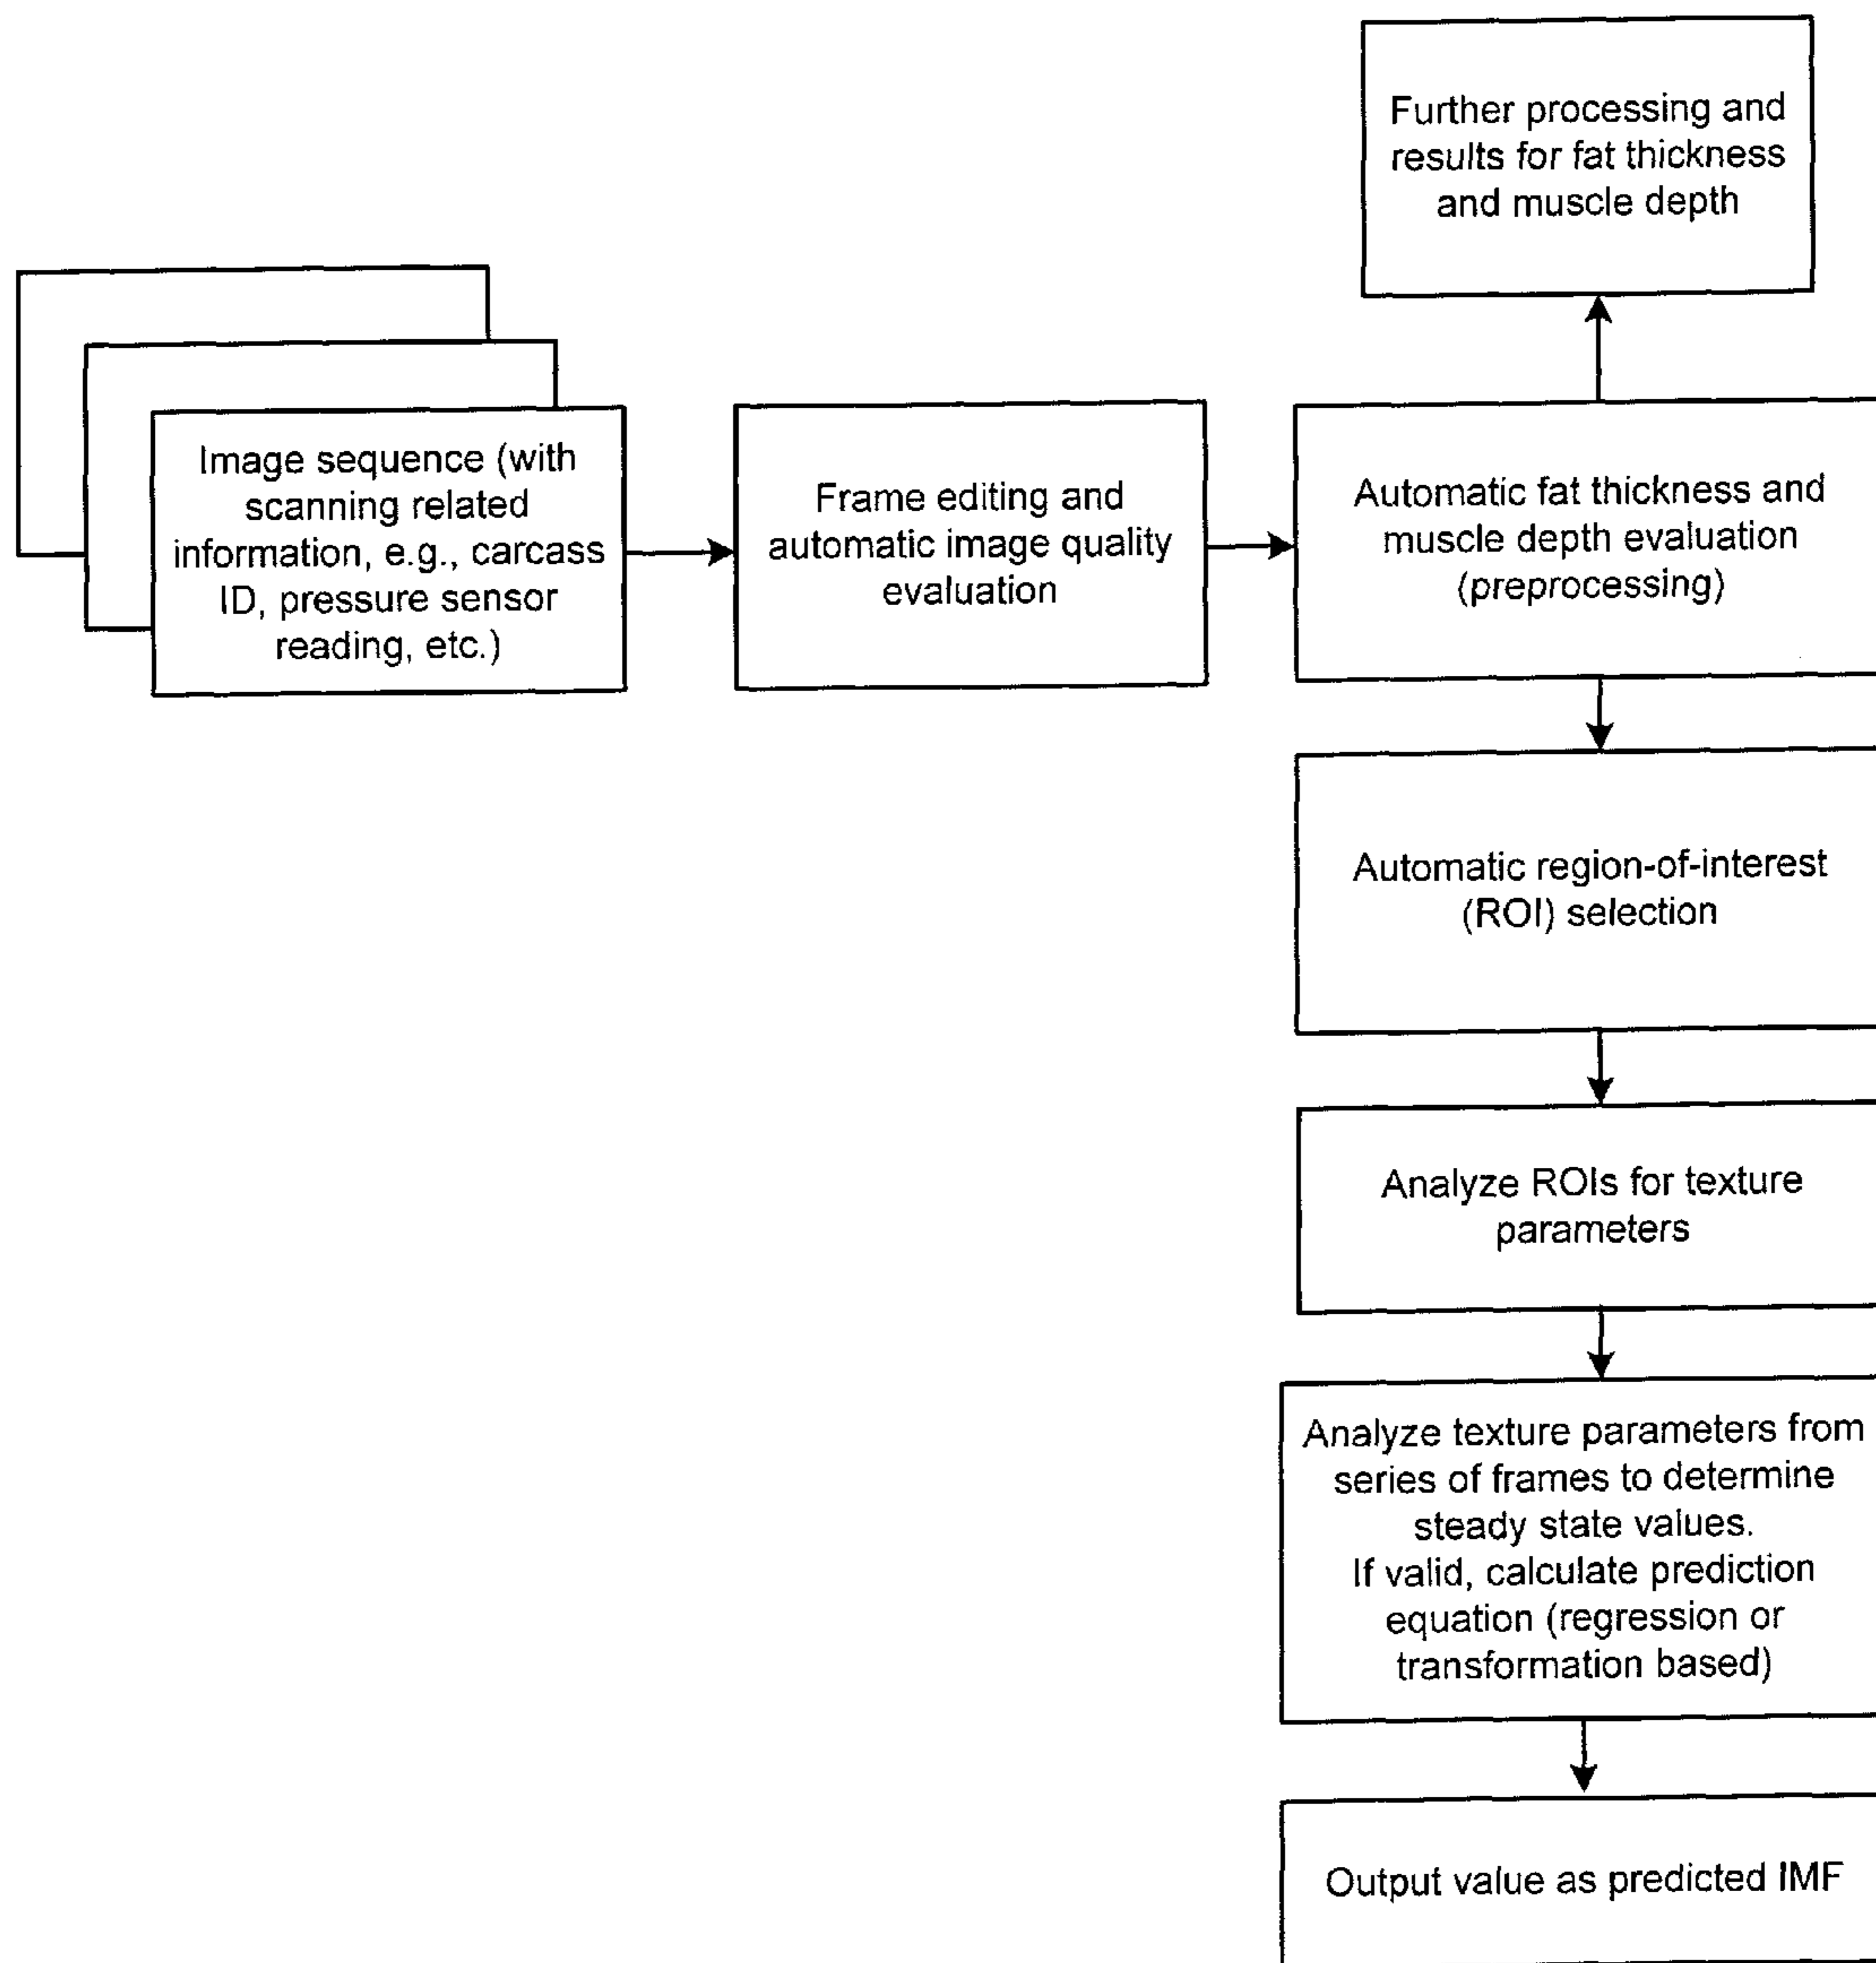 Further processing and
results for fat thickness
and muscle depth
Image sequence (with
scanning related
information, e.g., carcass
ID, pressure sensor
reading, etc.)
Frame editing and
automatic image quality
evaluation
Automatic fat thickness and
muscle depth evaluation
(preprocessing)
Automatic region-of-interest
(ROI) selection
Analyze ROIs for texture
parameters
Analyze texture parameters from
series of frames to determine
steady state values.
If valid, calculate prediction
equation (regression or
transformation based)
Output value as predicted IMF